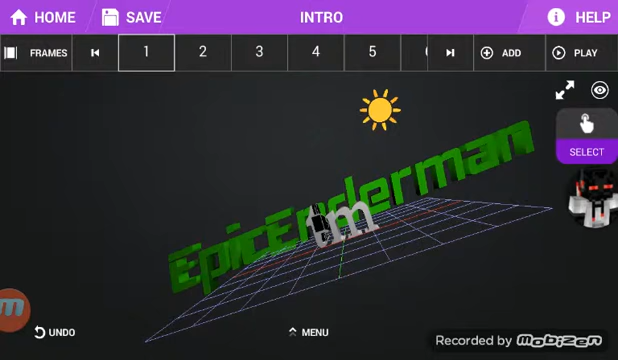 HOME SAVE INTRO HELP
FRAMES 1 2 3 4 5 ADD PLAY
SELECT
EpicEnderman
tm
UNDO MENU
Recorded by mobizen